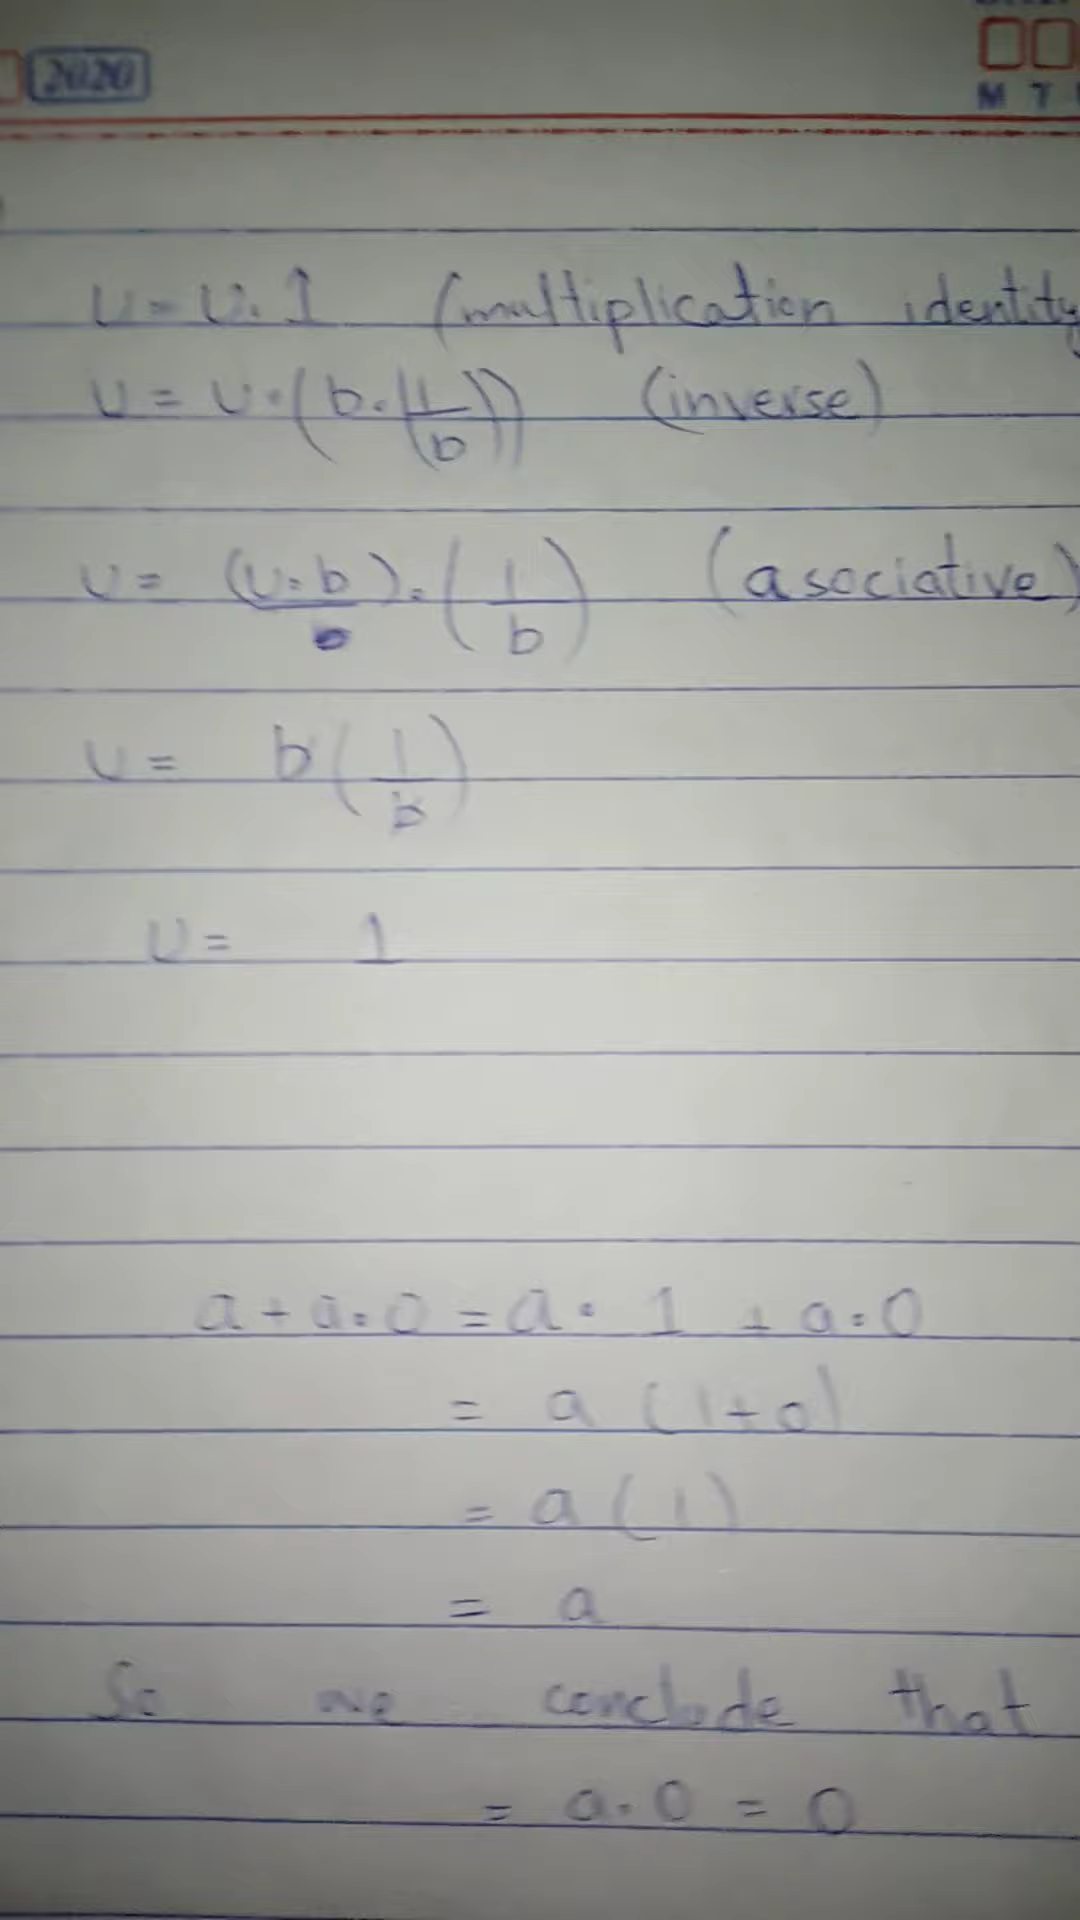 2020
M T
u = u. 1 (multiplication identity
u = u.(b.(1/b)) (inverse)
u = (u.b).(1/b) (asociative)
u = b(1/b)
u = 1
a + a.0 = a. 1 + a.0
= a (1+0)
= a (1)
= a
So we conclude that
= a.0 = 0